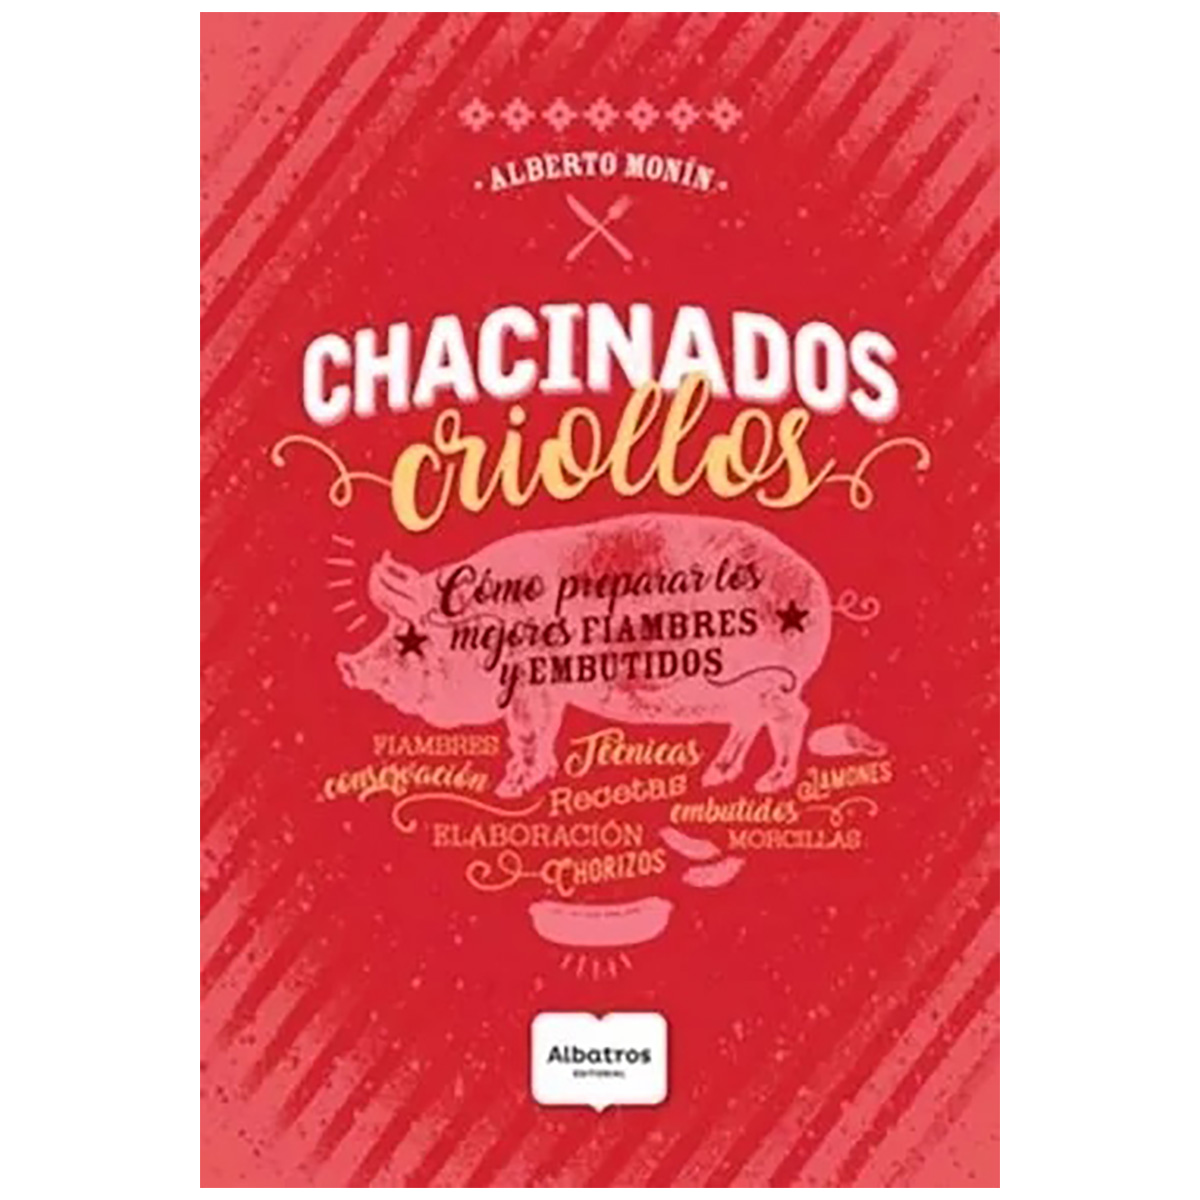 · ALBERTO MONÍN ·
CHACINADOS
criollos
Cómo preparar los
mejores FIAMBRES
y EMBUTIDOS
FIAMBRES
conservación
Técnicas
Recetas
JAMONES
embutidos
MORCILLAS
ELABORACIÓN
CHORIZOS
Albatros
EDITORIAL